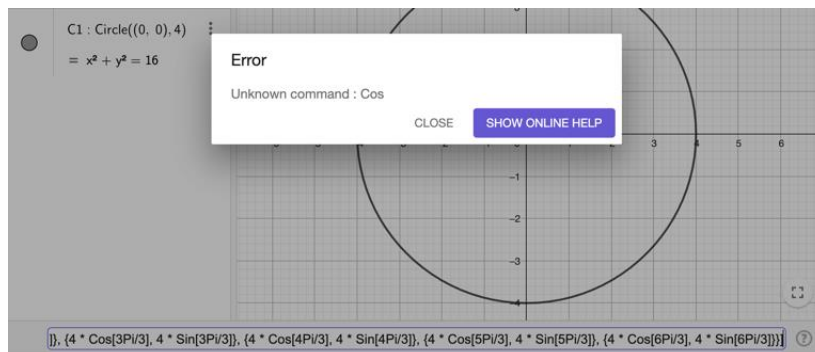 C1 : Circle((0, 0), 4)
= x² + y² = 16
Error
Unknown command : Cos
CLOSE
SHOW ONLINE HELP
3
4
5
6
-1
-2
-3
-4
]}, {4 * Cos[3Pi/3], 4 * Sin[3Pi/3]}, {4 * Cos[4Pi/3], 4 * Sin[4Pi/3]}, {4 * Cos[5Pi/3], 4 * Sin[5Pi/3]}, {4 * Cos[6Pi/3], 4 * Sin[6Pi/3]}}]